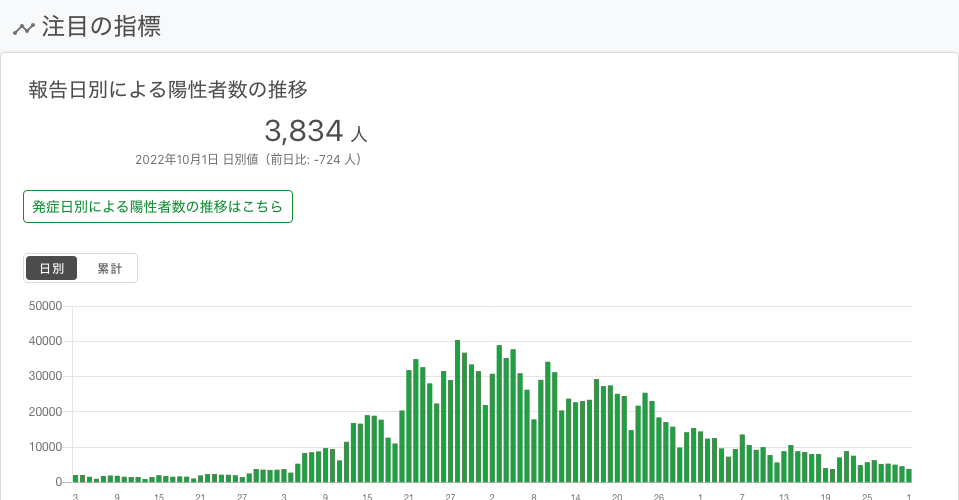 注目の指標
報告日別による陽性者数の推移
3,834 人
2022年10月1日 日別値（前日比: -724 人）
発症日別による陽性者数の推移はこちら
日別 累計
50000
40000
30000
20000
10000
0
3 9 15 21 27 3 9 15 21 27 2 8 14 20 26 1 7 13 19 25 1